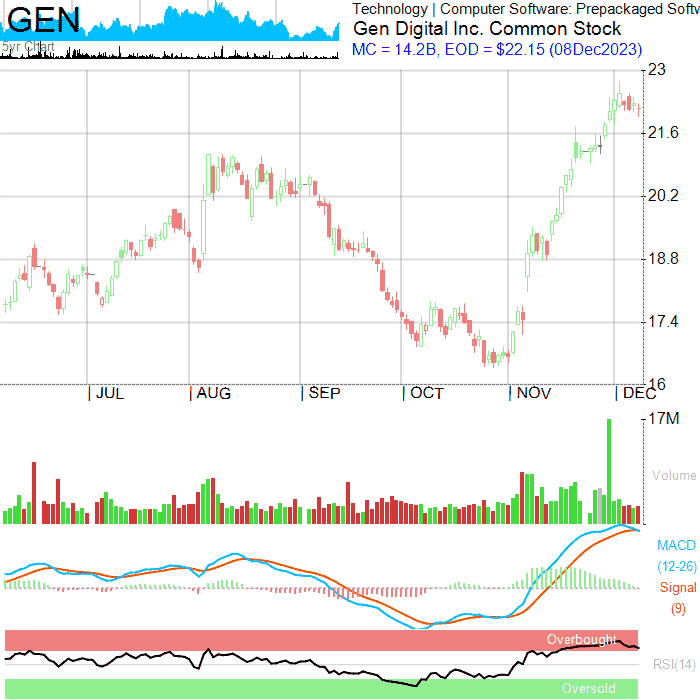 GEN
5yr Chart
Technology | Computer Software: Prepackaged Softw
Gen Digital Inc. Common Stock
MC = 14.2B, EOD = $22.15 (08Dec2023)
23
21.6
20.2
18.8
17.4
16
JUL AUG SEP OCT NOV DEC
17M
Volume
MACD
(12-26)
Signal
(9)
Overbought
RSI(14)
Oversold